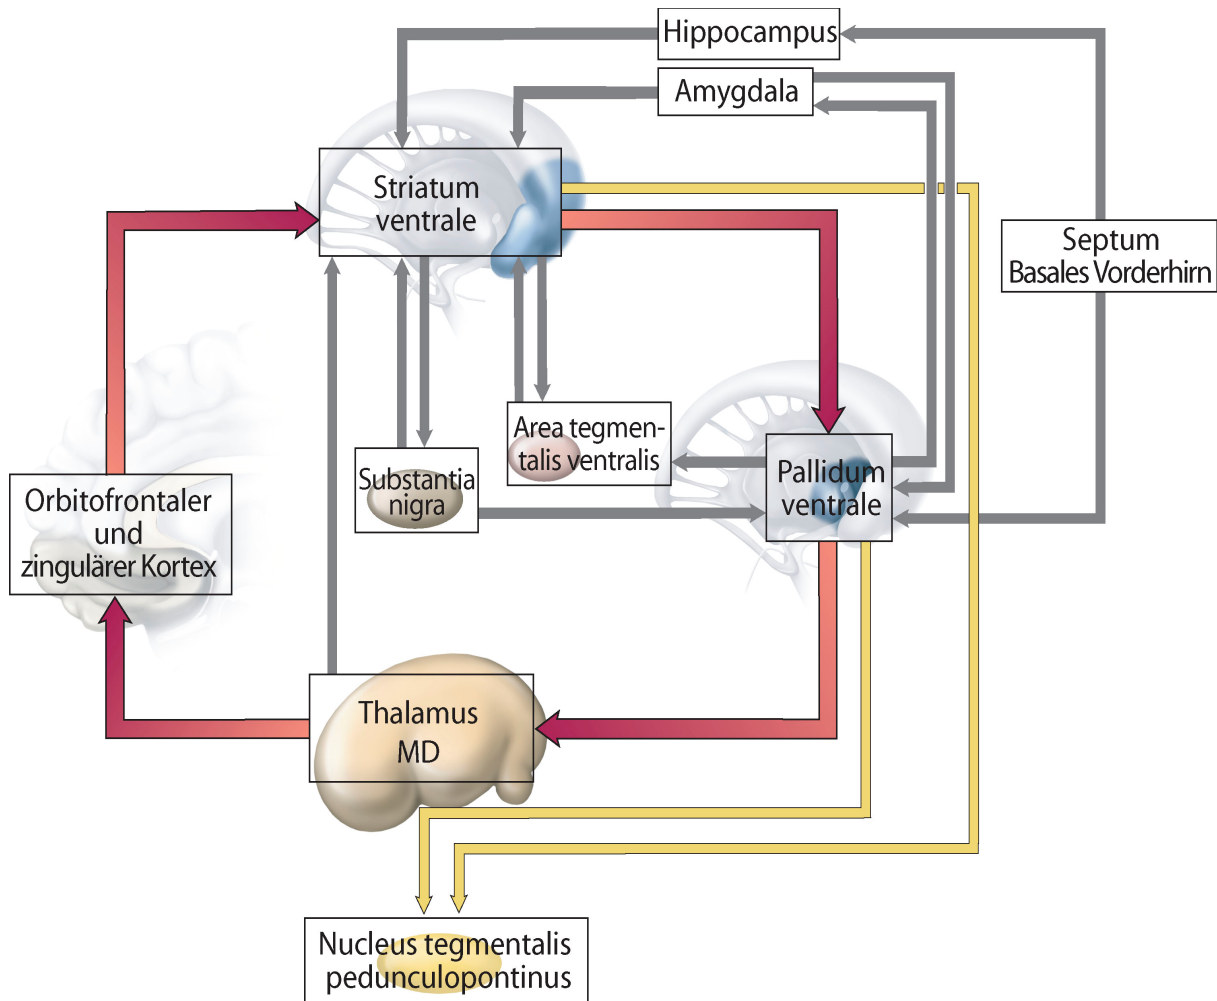 Hippocampus
Amygdala
Striatum
ventrale
Septum
Basales Vorderhirn
Area tegmen-
talis ventralis
Substantia
nigra
Pallidum
ventrale
Orbitofrontaler
und
zingulärer Kortex
Thalamus
MD
Nucleus tegmentalis
pedunculopontinus